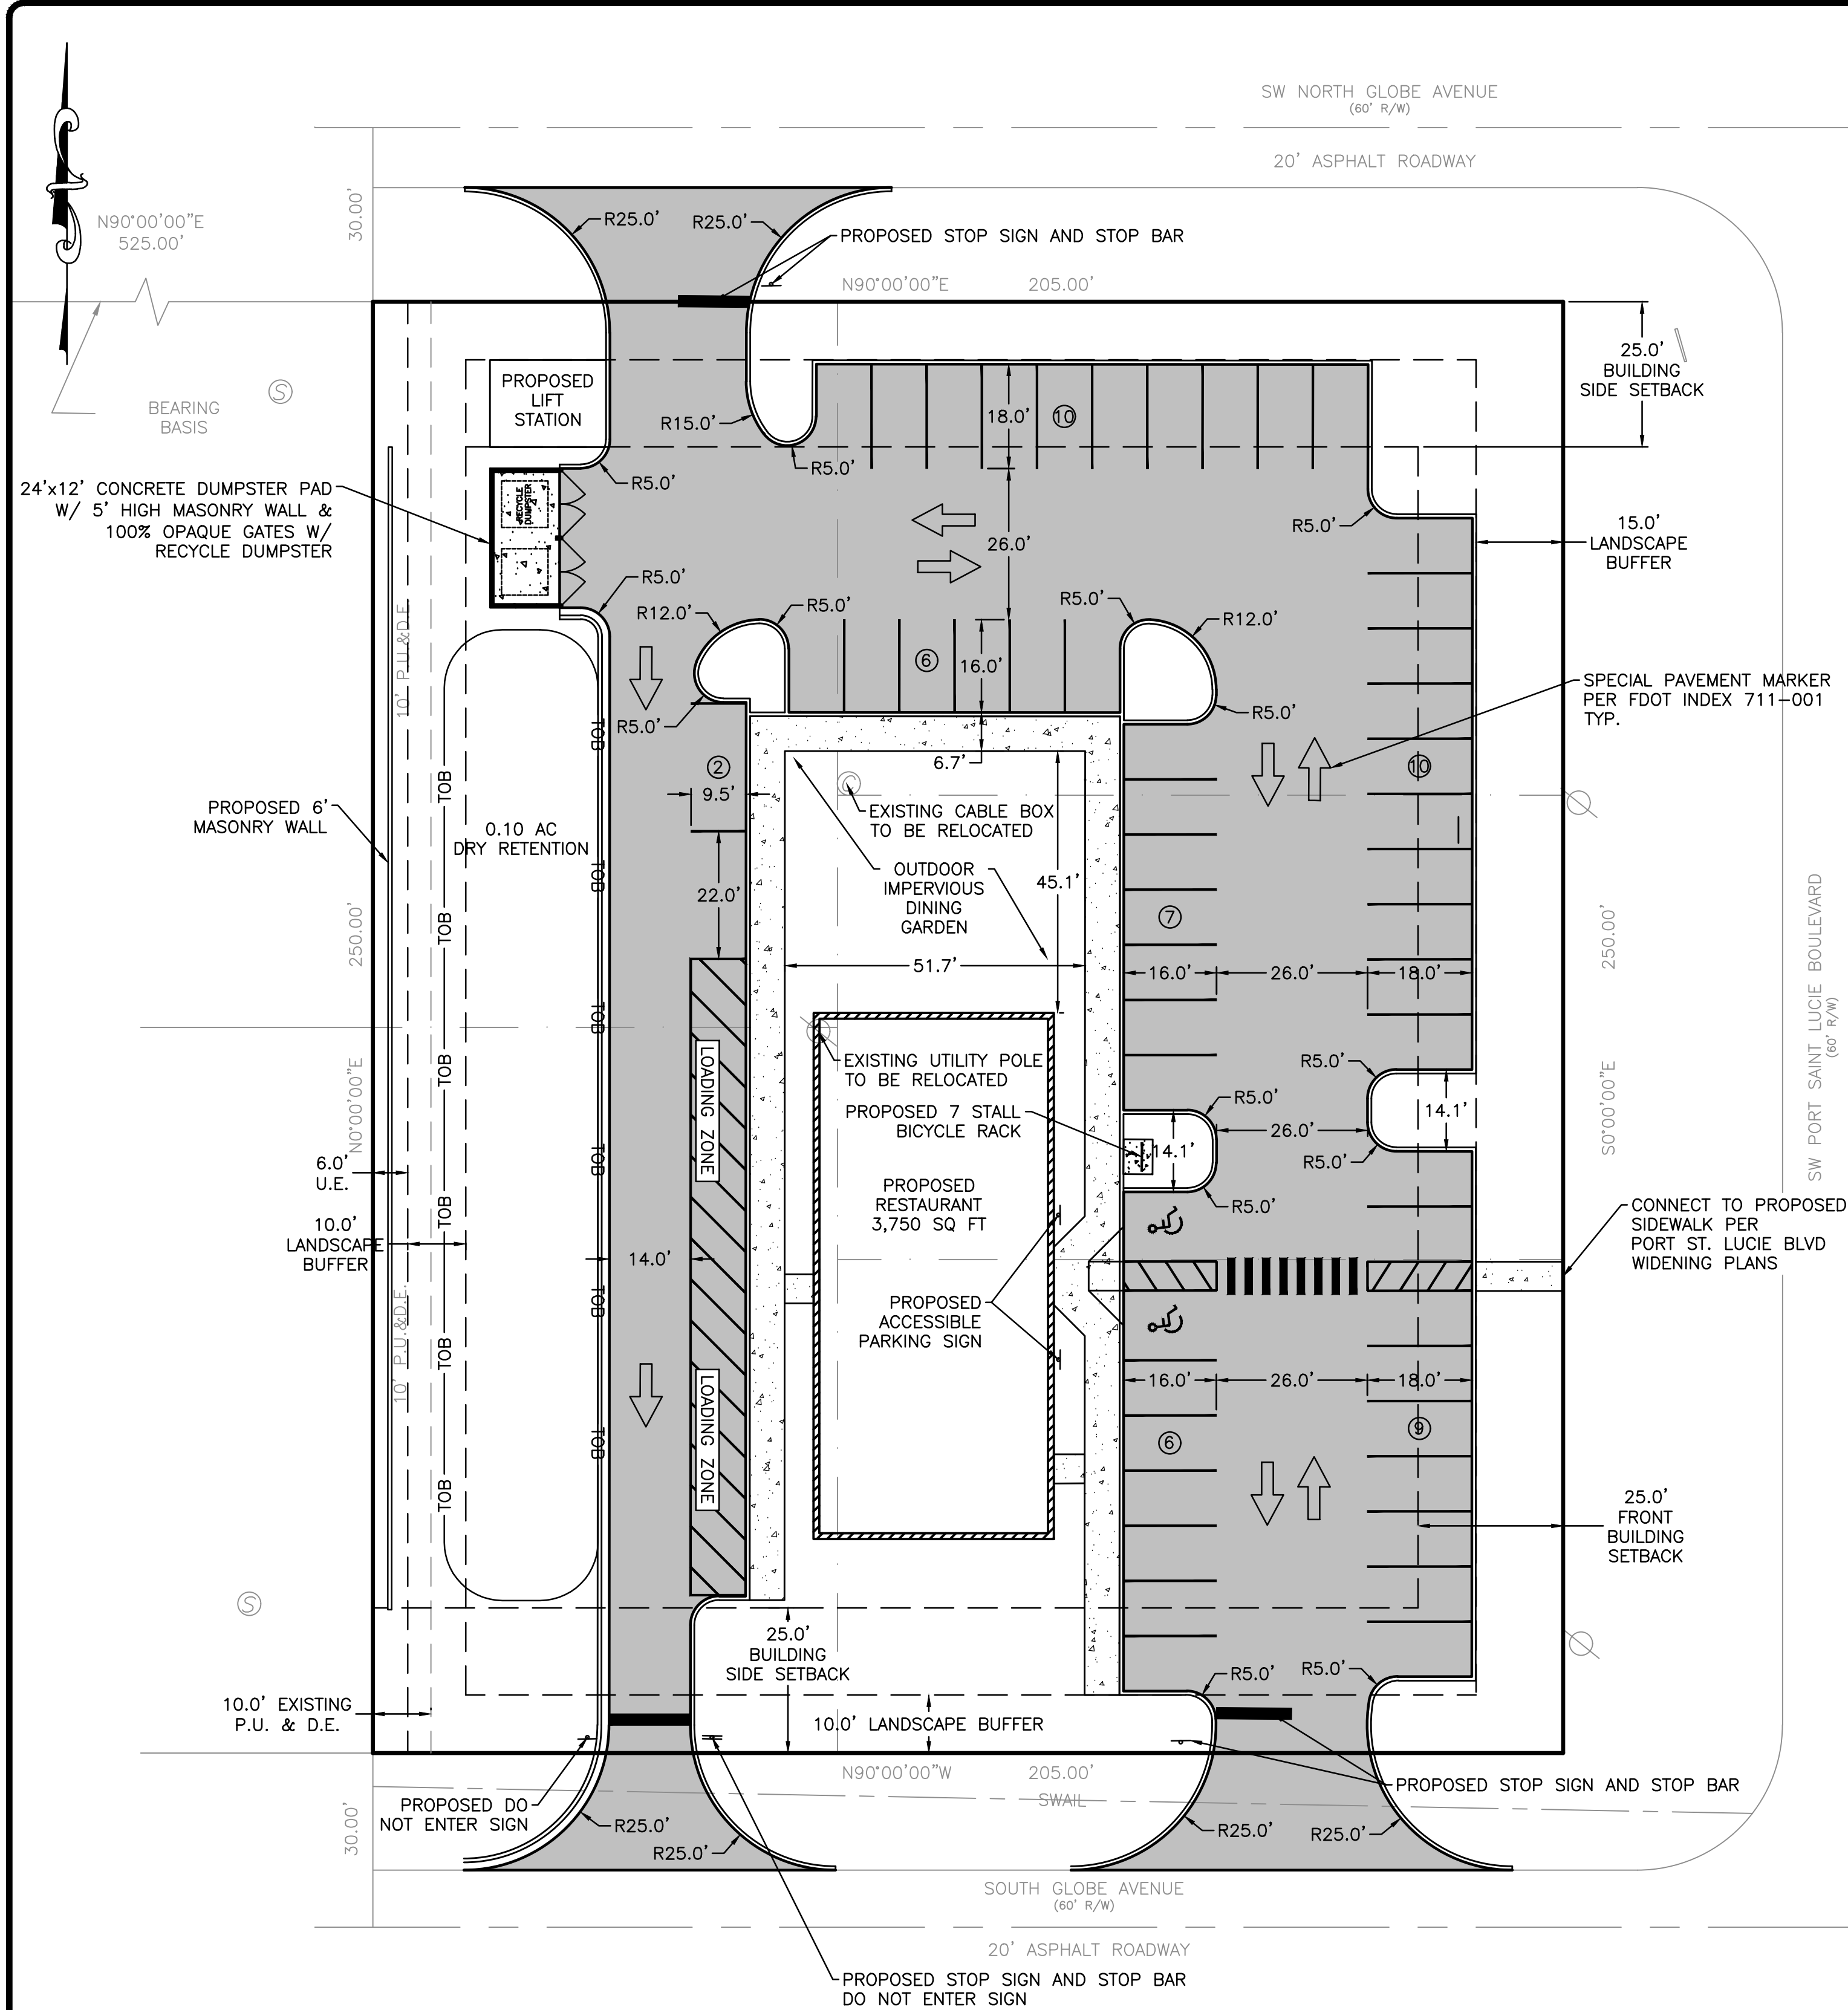 SW NORTH GLOBE AVENUE
(60' R/W)
20' ASPHALT ROADWAY
30.00'
N90°00'00"E
525.00'
R25.0'
R25.0'
PROPOSED STOP SIGN AND STOP BAR
N90°00'00"E
205.00'
25.0'
BUILDING
SIDE SETBACK
S
BEARING
BASIS
PROPOSED
LIFT
STATION
R15.0'
18.0'
10
R5.0'
R5.0'
24'x12' CONCRETE DUMPSTER PAD
W/ 5' HIGH MASONRY WALL &
100% OPAQUE GATES W/
RECYCLE DUMPSTER
RECYCLE
DUMPSTER
26.0'
R5.0'
15.0'
LANDSCAPE
BUFFER
R5.0'
R12.0'
R5.0'
R5.0'
R12.0'
10' P.U.&D.E.
6
16.0'
SPECIAL PAVEMENT MARKER
PER FDOT INDEX 711-001
TYP.
R5.0'
R5.0'
TOB
2
9.5'
6.7'
10
C
TOB
PROPOSED 6'
MASONRY WALL
EXISTING CABLE BOX
TO BE RELOCATED
0.10 AC
DRY RETENTION
TOB
22.0'
OUTDOOR
IMPERVIOUS
DINING
GARDEN
45.1'
7
TOB
250.00'
250.00'
51.7'
16.0'
26.0'
18.0'
SW PORT SAINT LUCIE BOULEVARD
(60' R/W)
TOB
TOB
N0°00'00"E
LOADING ZONE
EXISTING UTILITY POLE
TO BE RELOCATED
R5.0'
S0°00'00"E
PROPOSED 7 STALL
BICYCLE RACK
R5.0'
14.1'
26.0'
14.1'
R5.0'
TOB
6.0'
U.E.
PROPOSED
RESTAURANT
3,750 SQ FT
R5.0'
TOB
10.0'
LANDSCAPE
BUFFER
14.0'
CONNECT TO PROPOSED
SIDEWALK PER
PORT ST. LUCIE BLVD
WIDENING PLANS
TOB
10' P.U.&D.E.
PROPOSED
ACCESSIBLE
PARKING SIGN
TOB
16.0'
26.0'
18.0'
LOADING ZONE
TOB
6
9
TOB
25.0'
FRONT
BUILDING
SETBACK
S
25.0'
BUILDING
SIDE SETBACK
R5.0'
R5.0'
10.0' EXISTING
P.U. & D.E.
10.0' LANDSCAPE BUFFER
N90°00'00"W
205.00'
PROPOSED STOP SIGN AND STOP BAR
SWAIL
30.00'
PROPOSED DO
NOT ENTER SIGN
R25.0'
R25.0'
R25.0'
R25.0'
SOUTH GLOBE AVENUE
(60' R/W)
20' ASPHALT ROADWAY
PROPOSED STOP SIGN AND STOP BAR
DO NOT ENTER SIGN